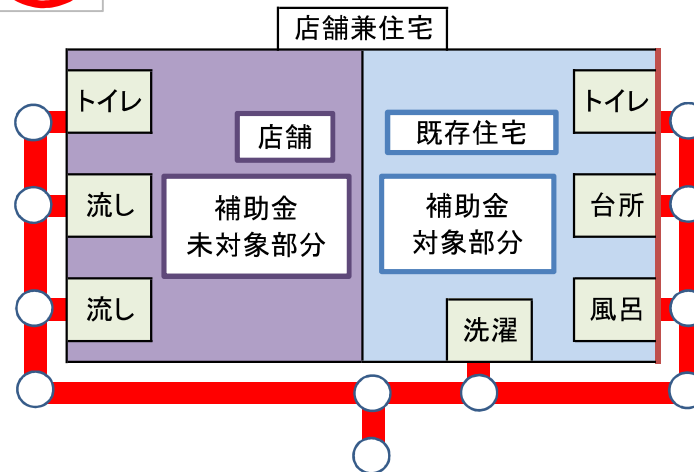 店舗兼住宅
トイレ
店舗
既存住宅
トイレ
流し
補助金
未対象部分
補助金
対象部分
台所
流し
洗濯
風呂